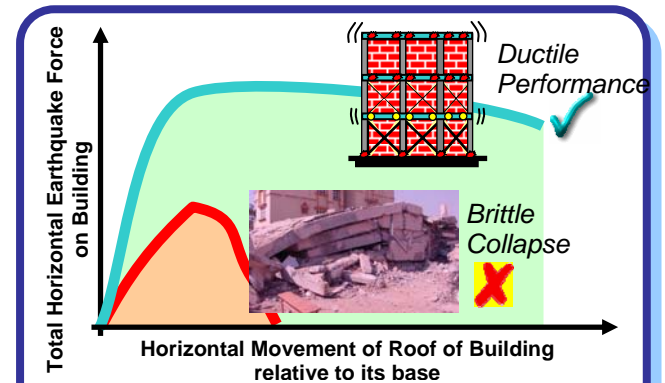 Total Horizontal Earthquake Force
on Building
Ductile
Performance
Brittle
Collapse
Horizontal Movement of Roof of Building
relative to its base